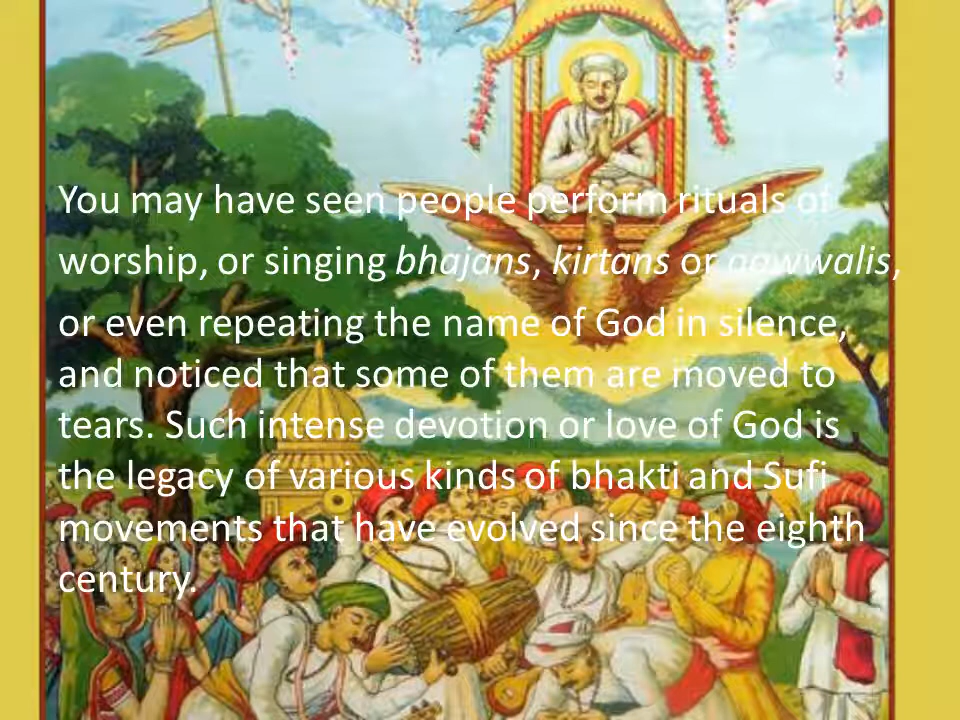 You may have seen people perform rituals of
worship, or singing bhajans, kirtans or qawwalis,
or even repeating the name of God in silence,
and noticed that some of them are moved to
tears. Such intense devotion or love of God is
the legacy of various kinds of bhakti and Sufi
movements that have evolved since the eighth
century.